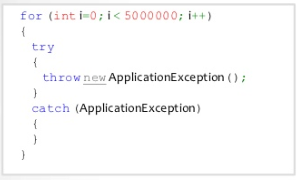 for (int i=0; i< 5000000; i++)
{
try
{
throw new ApplicationException();
}
catch (ApplicationException)
{
}
}